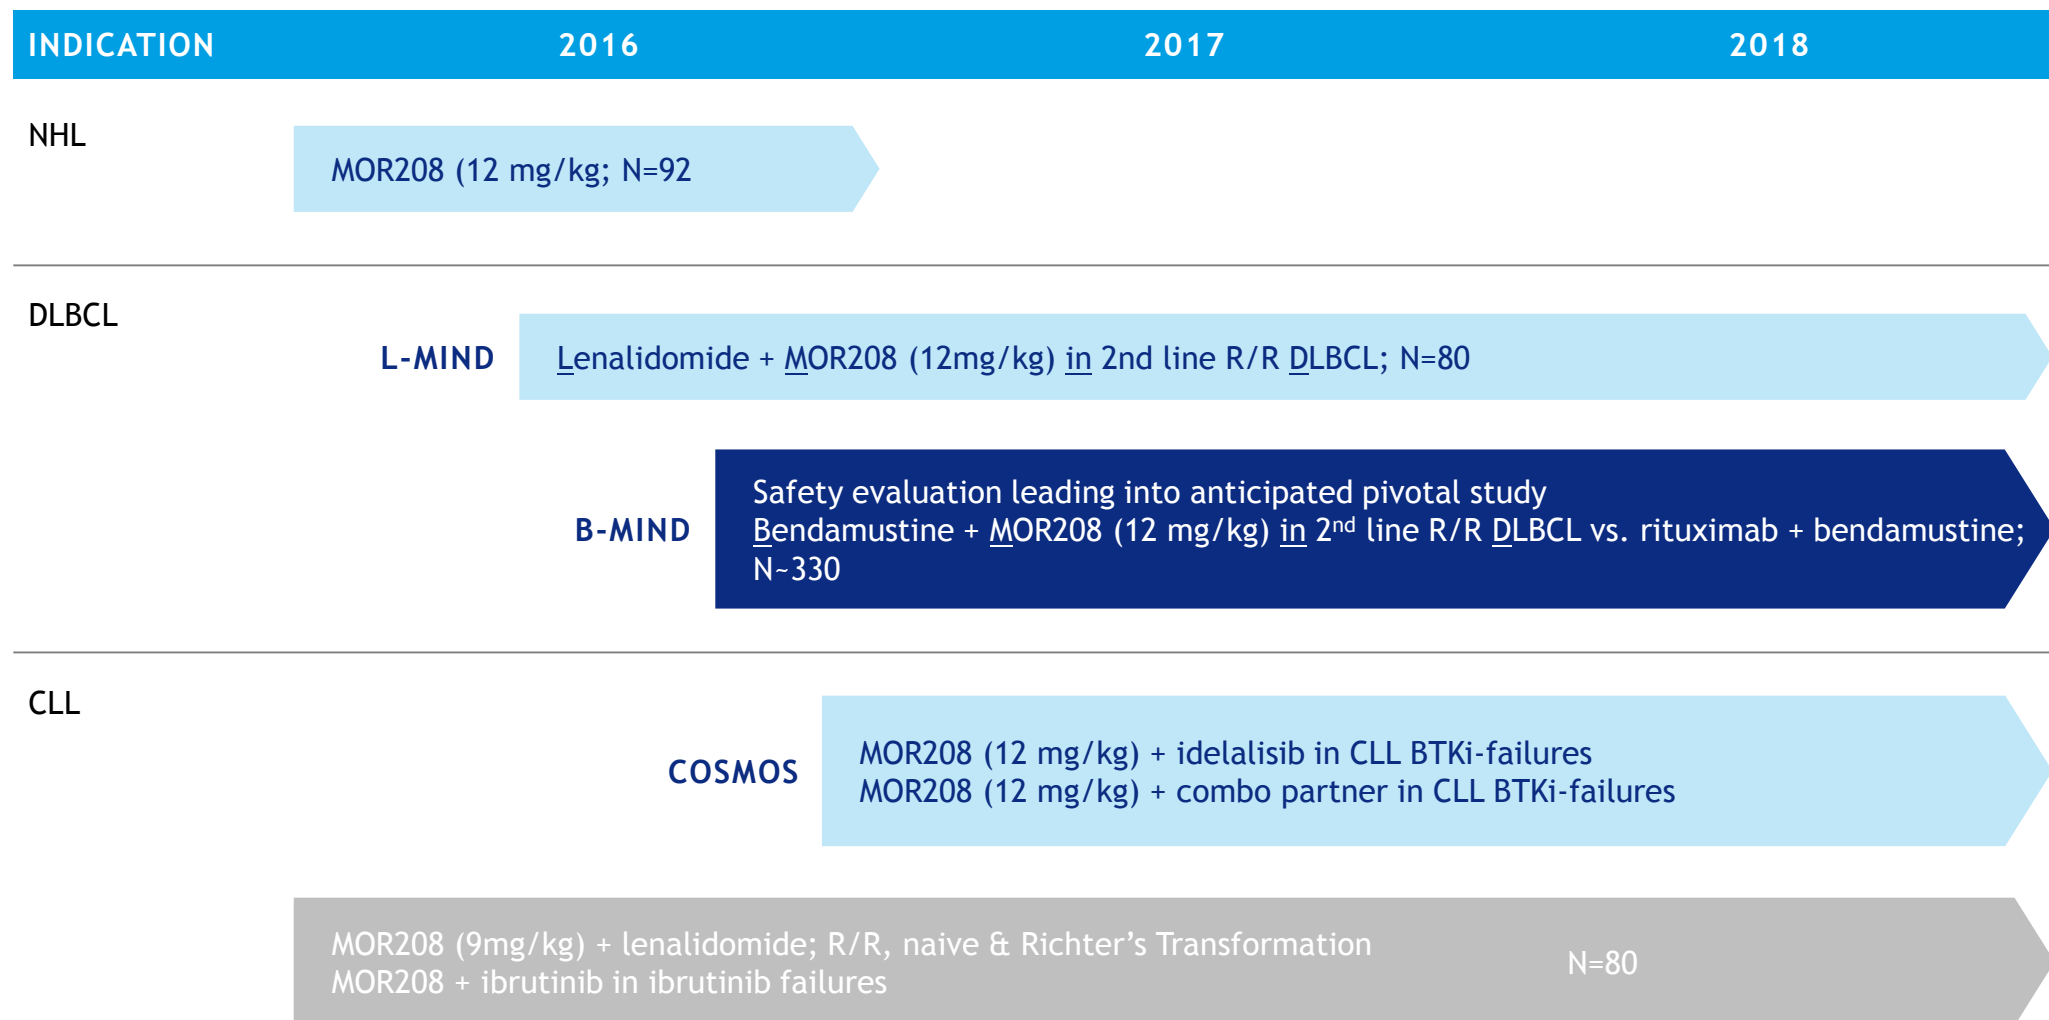 INDICATION 2016 2017 2018
NHL
MOR208 (12 mg/kg; N=92
DLBCL
L-MIND
Lenalidomide + MOR208 (12mg/kg) in 2nd line R/R DLBCL; N=80
B-MIND
Safety evaluation leading into anticipated pivotal study
Bendamustine + MOR208 (12 mg/kg) in 2nd line R/R DLBCL vs. rituximab + bendamustine;
N~330
CLL
COSMOS
MOR208 (12 mg/kg) + idelalisib in CLL BTKi-failures
MOR208 (12 mg/kg) + combo partner in CLL BTKi-failures
MOR208 (9mg/kg) + lenalidomide; R/R, naive & Richter's Transformation
MOR208 + ibrutinib in ibrutinib failures
N=80